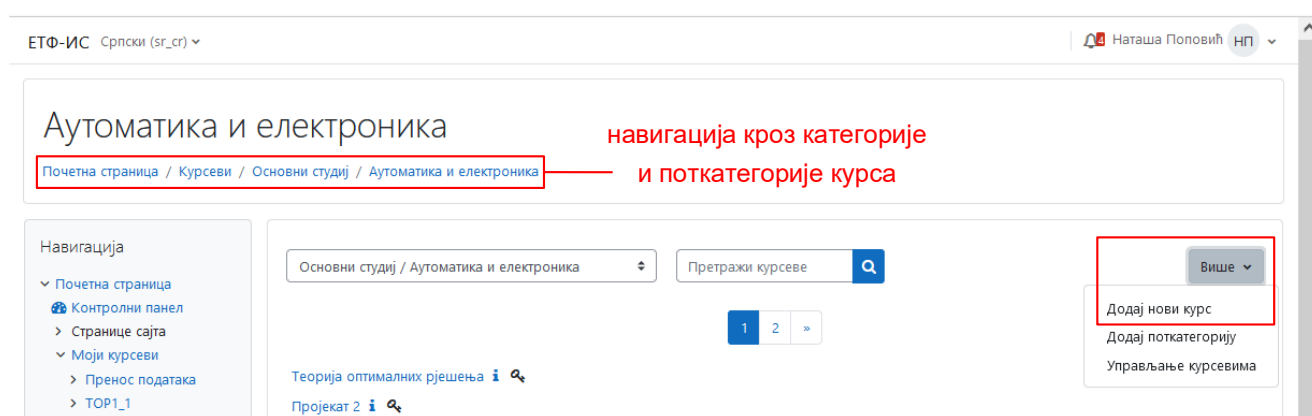 ЕТФ-ИС Српски (sr_cr)
4 Наташа Поповић НП
Аутоматика и електроника
Почетна страница / Курсеви / Основни студиј / Аутоматика и електроника
навигација кроз категорије
и поткатегорије курса
Навигација
Почетна страница
Контролни панел
Странице сајта
Моји курсеви
Пренос података
ТОР1_1
Основни студиј / Аутоматика и електроника
Претражи курсеве
Више
Додај нови курс
Додај поткатегорију
Управљање курсевима
1 2 »
Теорија оптималних рјешења
Пројекат 2